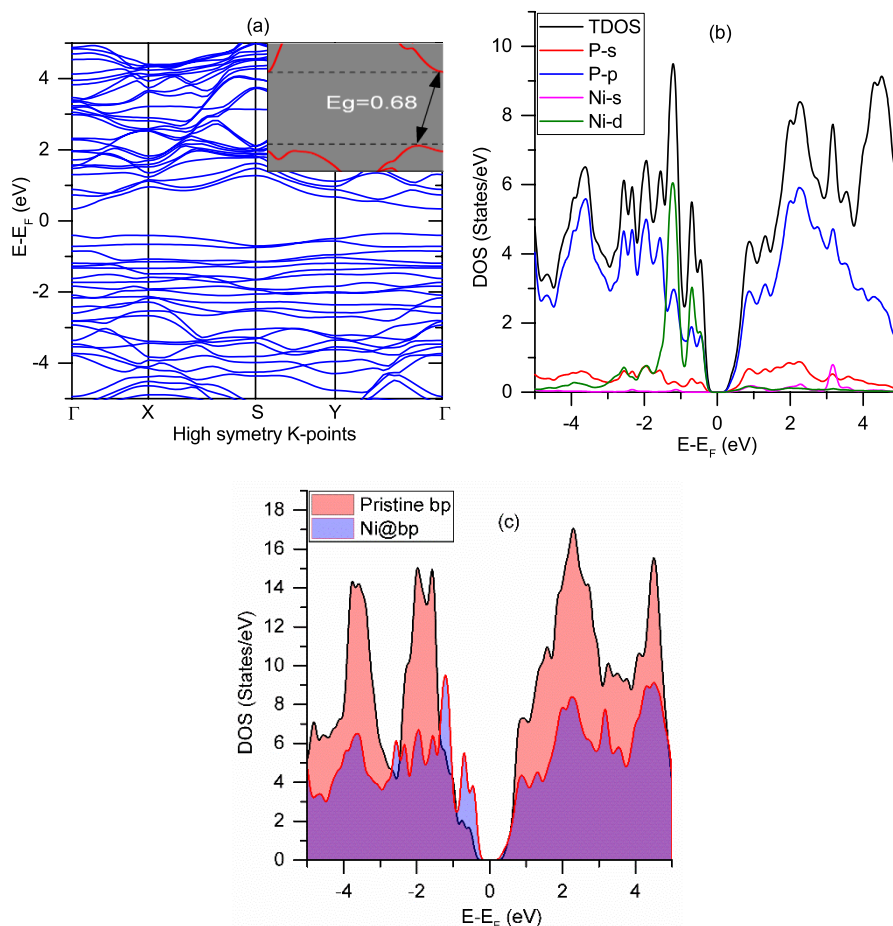 (a)
4
2
0
-2
-4
E-E_F (eV)
Eg=0.68
Γ X S Y Γ
High symetry K-points
(b)
TDOS
P-s
P-p
Ni-s
Ni-d
10
8
6
4
2
0
DOS (States/eV)
-4 -2 0 2 4
E-E_F (eV)
(c)
Pristine bp
Ni@bp
18
16
14
12
10
8
6
4
2
0
DOS (States/eV)
-4 -2 0 2 4
E-E_F (eV)